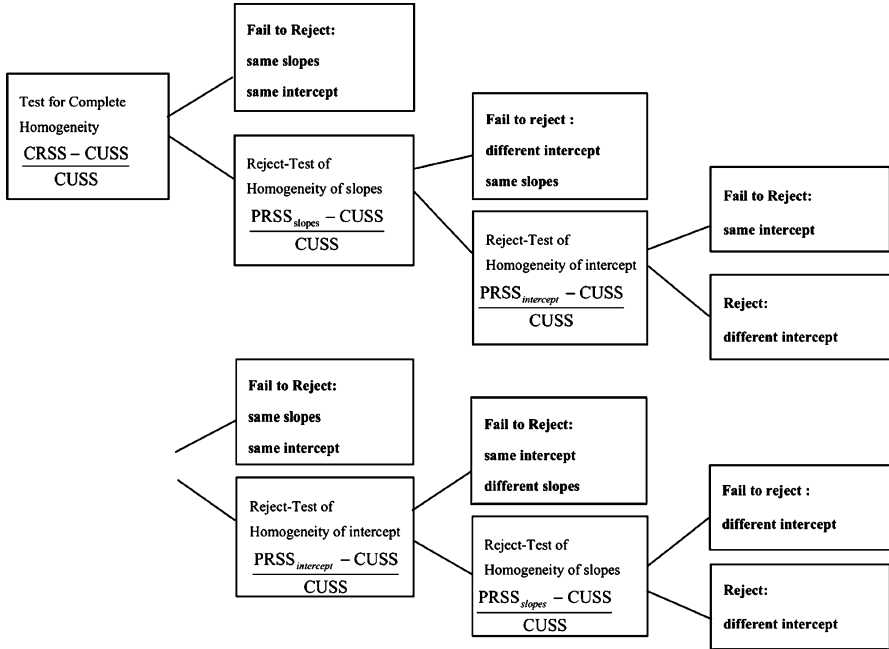 Test for Complete
Homogeneity
CRSS – CUSS
CUSS
Fail to Reject:
same slopes
same intercept
Reject-Test of
Homogeneity of slopes
PRSS_slopes – CUSS
CUSS
Fail to reject :
different intercept
same slopes
Reject-Test of
Homogeneity of intercept
PRSS_intercept – CUSS
CUSS
Fail to Reject:
same intercept
Reject:
different intercept
Fail to Reject:
same slopes
same intercept
Reject-Test of
Homogeneity of intercept
PRSS_intercept – CUSS
CUSS
Fail to Reject:
same intercept
different slopes
Reject-Test of
Homogeneity of slopes
PRSS_slopes – CUSS
CUSS
Fail to reject :
different intercept
Reject:
different intercept